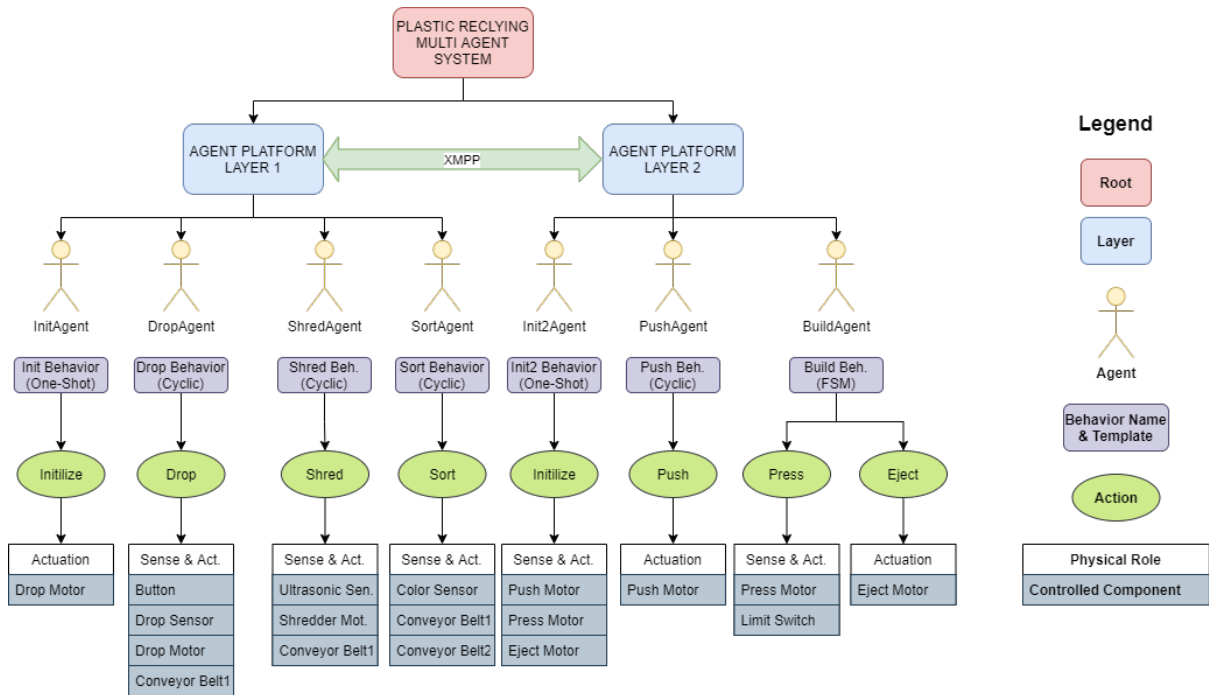 PLASTIC RECLYING
MULTI AGENT
SYSTEM
AGENT PLATFORM
LAYER 1
XMPP
AGENT PLATFORM
LAYER 2
InitAgent
DropAgent
ShredAgent
SortAgent
Init2Agent
PushAgent
BuildAgent
Init Behavior
(One-Shot)
Drop Behavior
(Cyclic)
Shred Beh.
(Cyclic)
Sort Behavior
(Cyclic)
Init2 Behavior
(One-Shot)
Push Beh.
(Cyclic)
Build Beh.
(FSM)
Initilize
Drop
Shred
Sort
Initilize
Push
Press
Eject
Actuation
Drop Motor
Sense & Act.
Button
Drop Sensor
Drop Motor
Conveyor Belt1
Sense & Act.
Ultrasonic Sen.
Shredder Mot.
Conveyor Belt1
Sense & Act.
Color Sensor
Conveyor Belt1
Conveyor Belt2
Sense & Act.
Push Motor
Press Motor
Eject Motor
Actuation
Push Motor
Sense & Act.
Press Motor
Limit Switch
Actuation
Eject Motor
Legend
Root
Layer
Agent
Behavior Name
& Template
Action
Physical Role
Controlled Component